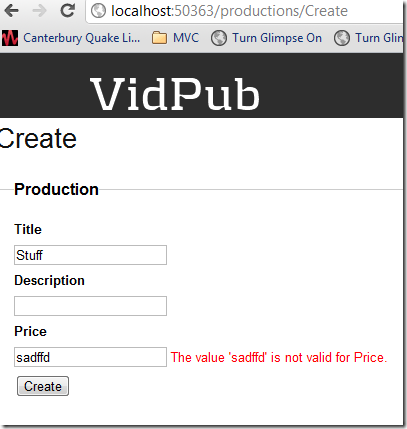 localhost:50363/productions/Create
Canterbury Quake Li... MVC Turn Glimpse On Turn Glim
VidPub
Create
Production
Title
Stuff
Description
Price
sadffd The value 'sadffd' is not valid for Price.
Create